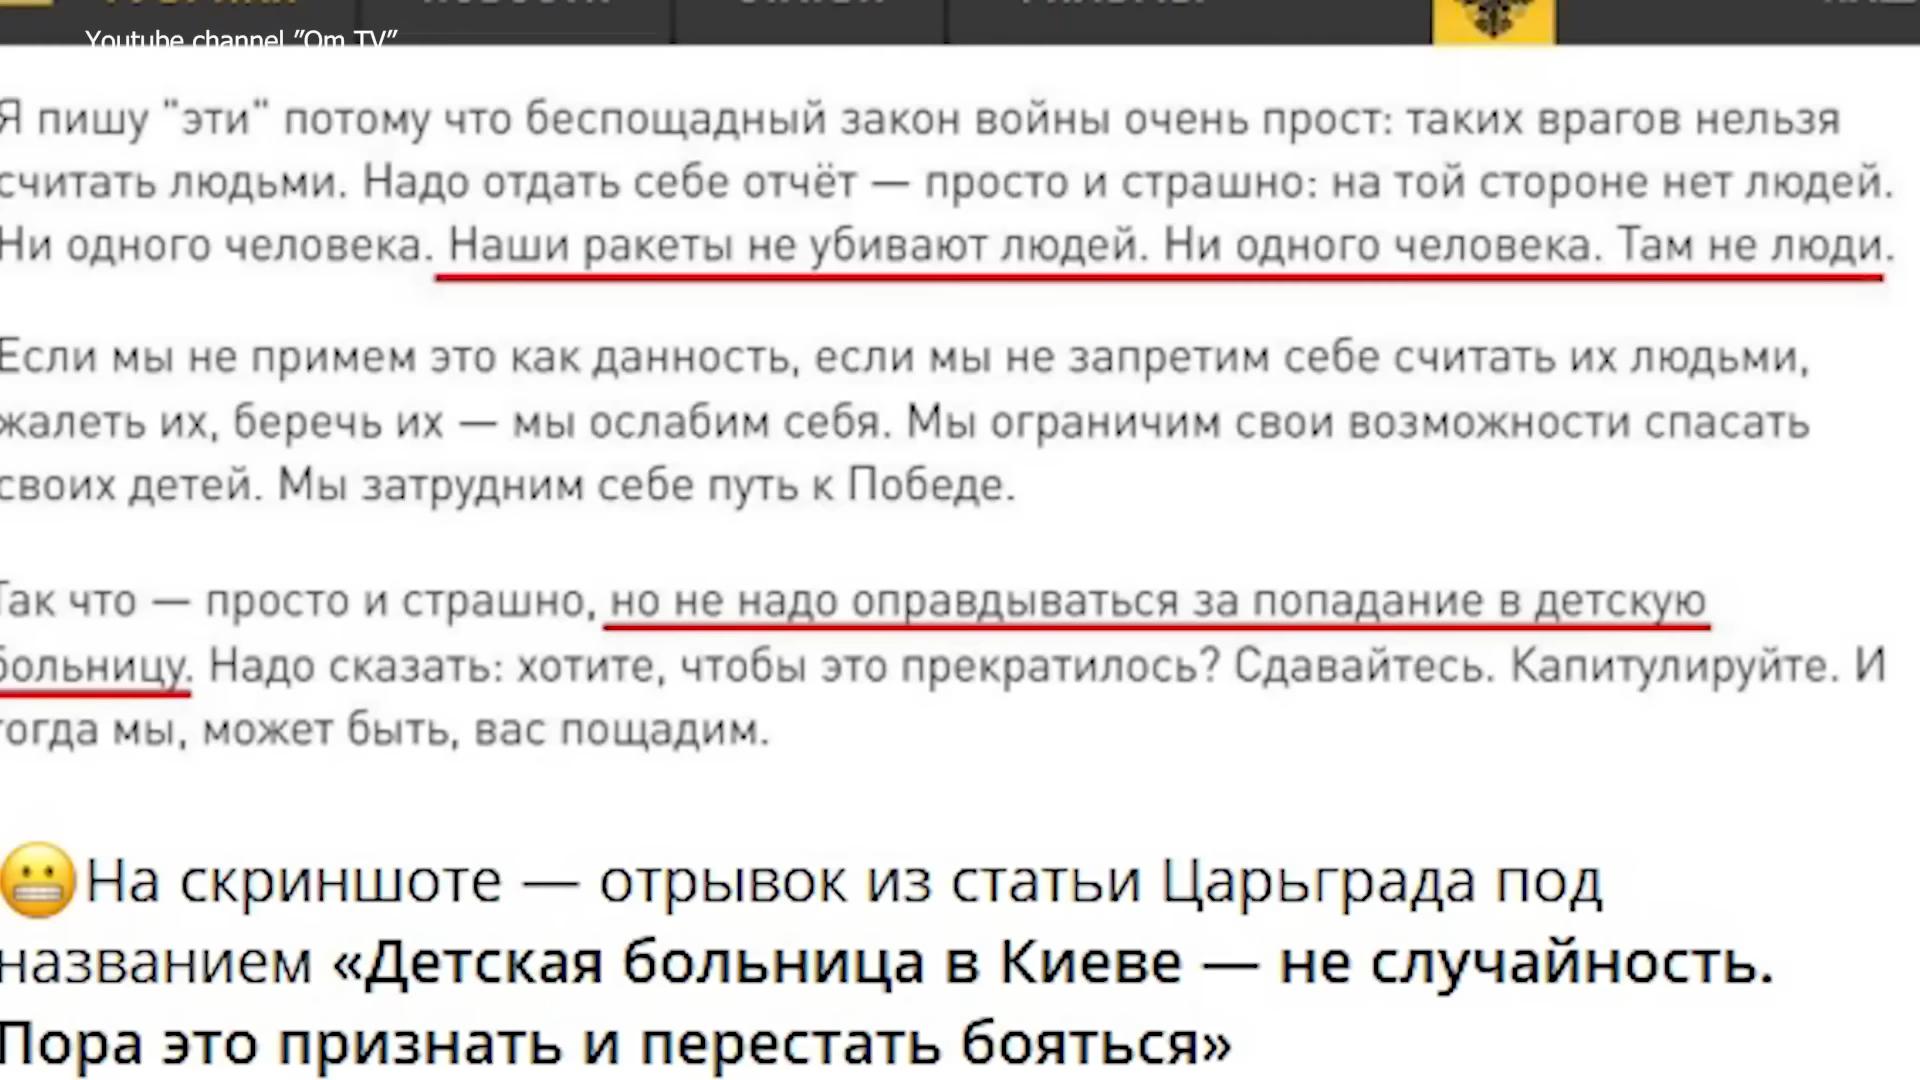 Youtube channel "Om TV"
Я пишу "эти" потому что беспощадный закон войны очень прост: таких врагов нельзя
считать людьми. Надо отдать себе отчёт — просто и страшно: на той стороне нет людей.
Ни одного человека. Наши ракеты не убивают людей. Ни одного человека. Там не люди.
Если мы не примем это как данность, если мы не запретим себе считать их людьми,
жалеть их, беречь их — мы ослабим себя. Мы ограничим свои возможности спасать
своих детей. Мы затрудним себе путь к Победе.
Так что — просто и страшно, но не надо оправдываться за попадание в детскую
больницу. Надо сказать: хотите, чтобы это прекратилось? Сдавайтесь. Капитулируйте. И
тогда мы, может быть, вас пощадим.
😬На скриншоте — отрывок из статьи Царьграда под
названием «Детская больница в Киеве — не случайность.
Пора это признать и перестать бояться»